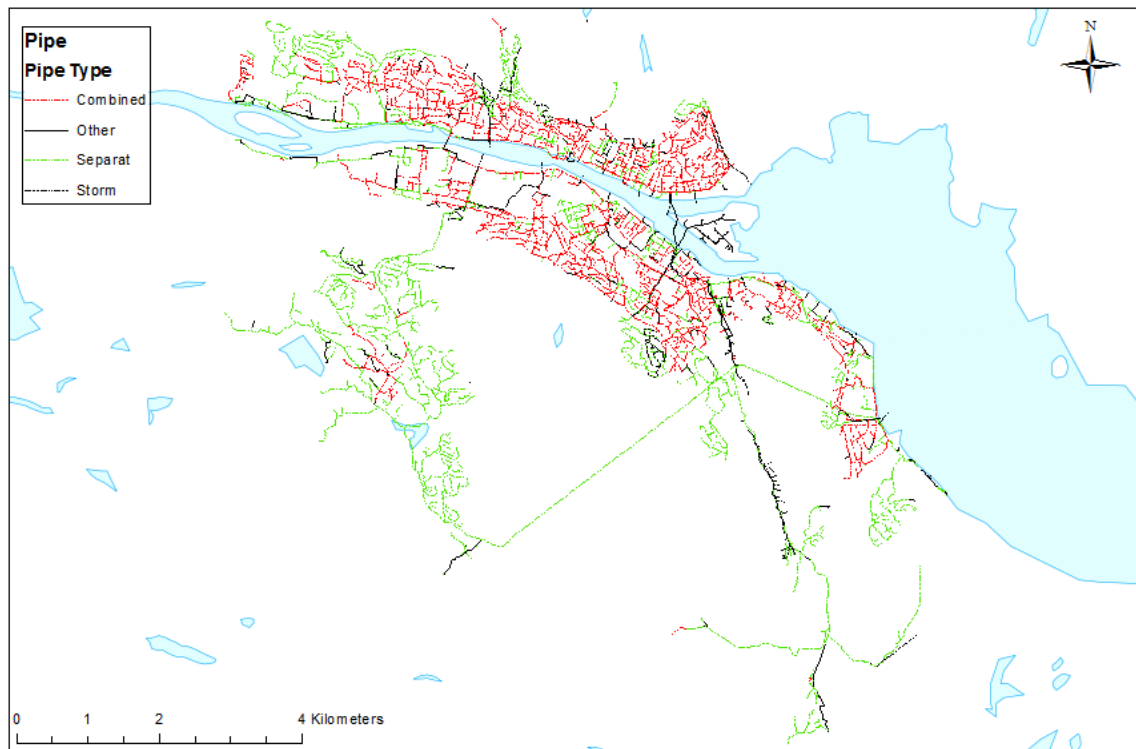 Pipe
Pipe Type
Combined
Other
Separat
Storm
N
0 1 2 4 Kilometers